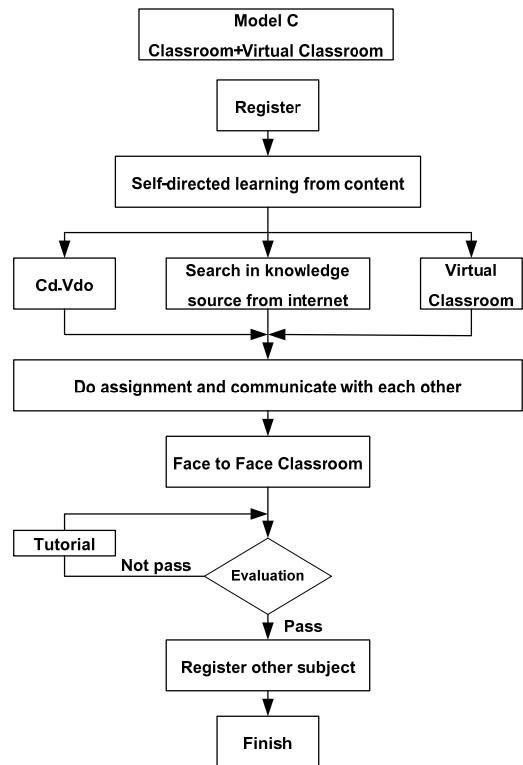 Model C
Classroom+Virtual Classroom
Register
Self-directed learning from content
Cd.Vdo
Search in knowledge
source from internet
Virtual
Classroom
Do assignment and communicate with each other
Face to Face Classroom
Tutorial
Not pass
Evaluation
Pass
Register other subject
Finish